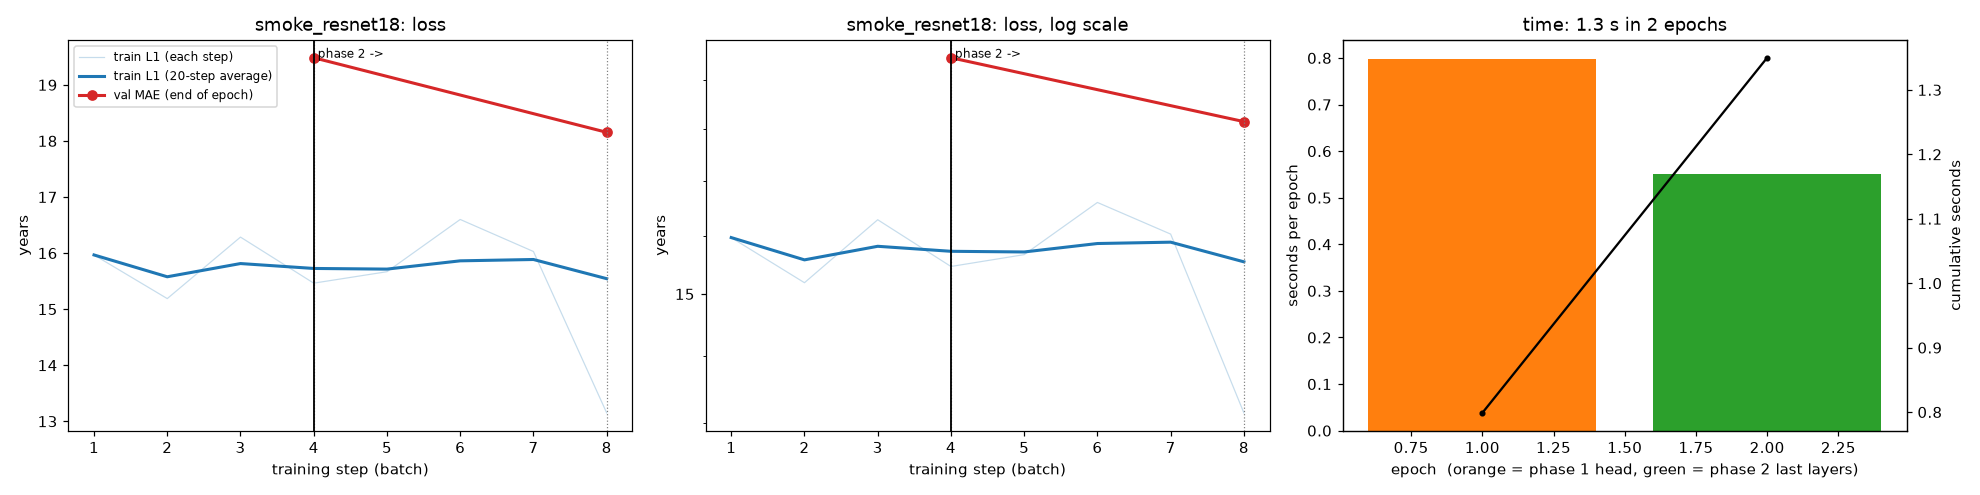 smoke_resnet18: loss
train L1 (each step)
train L1 (20-step average)
val MAE (end of epoch)
phase 2 ->
19
18
17
16
15
14
13
years
1 2 3 4 5 6 7 8
training step (batch)
smoke_resnet18: loss, log scale
phase 2 ->
15
years
1 2 3 4 5 6 7 8
training step (batch)
time: 1.3 s in 2 epochs
0.8
0.7
0.6
0.5
0.4
0.3
0.2
0.1
0.0
seconds per epoch
1.3
1.2
1.1
1.0
0.9
0.8
cumulative seconds
0.75 1.00 1.25 1.50 1.75 2.00 2.25
epoch  (orange = phase 1 head, green = phase 2 last layers)